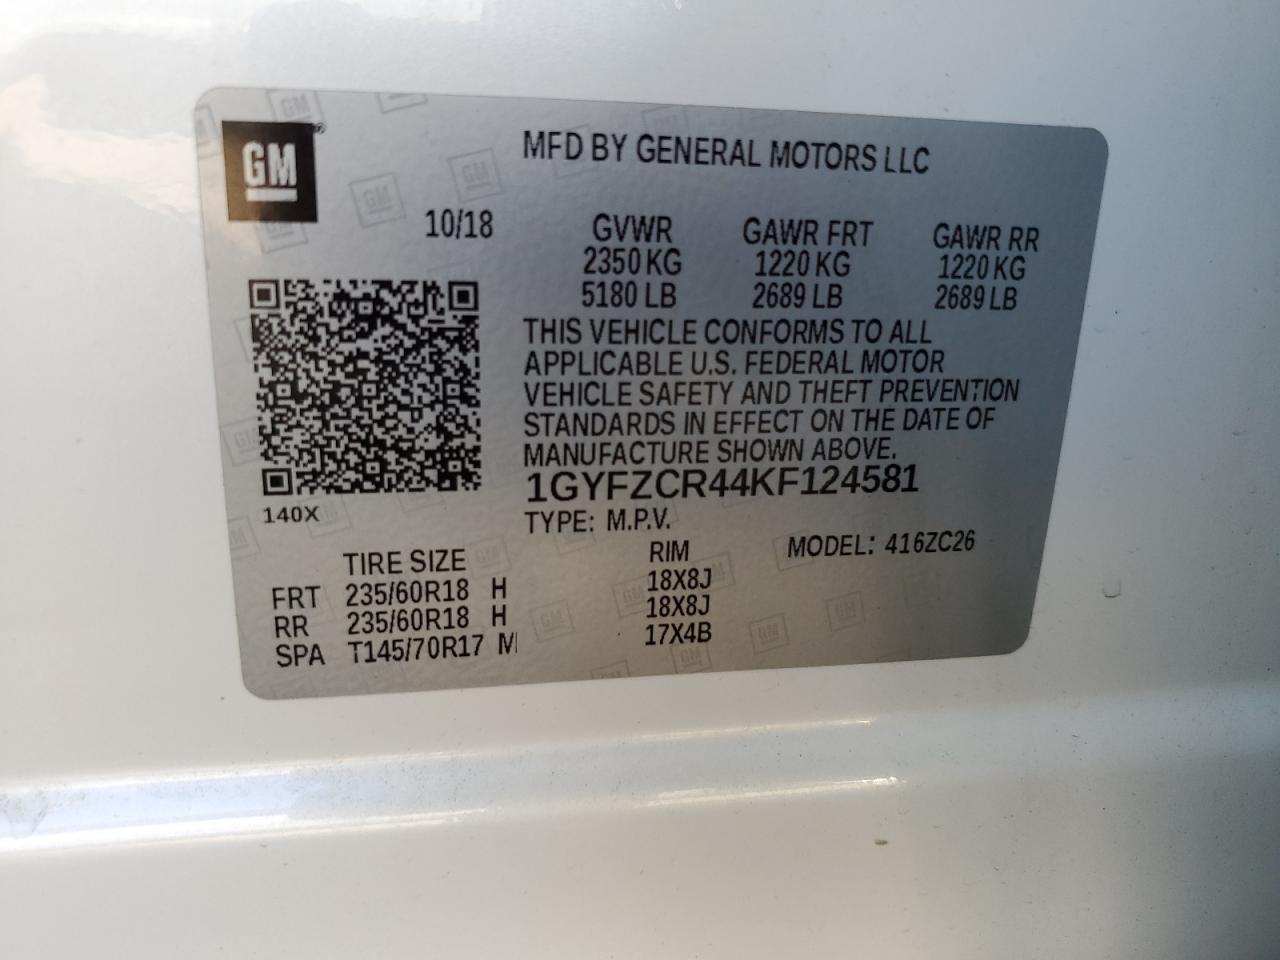 GM
MFD BY GENERAL MOTORS LLC
10/18
GVWR GAWR FRT GAWR RR
2350 KG 1220 KG 1220 KG
5180 LB 2689 LB 2689 LB
THIS VEHICLE CONFORMS TO ALL
APPLICABLE U.S. FEDERAL MOTOR
VEHICLE SAFETY AND THEFT PREVENTION
STANDARDS IN EFFECT ON THE DATE OF
MANUFACTURE SHOWN ABOVE.
1GYFZCR44KF124581
140X
TYPE: M.P.V.
MODEL: 416ZC26
TIRE SIZE RIM
FRT 235/60R18 H 18X8J
RR 235/60R18 H 18X8J
SPA T145/70R17 M 17X4B